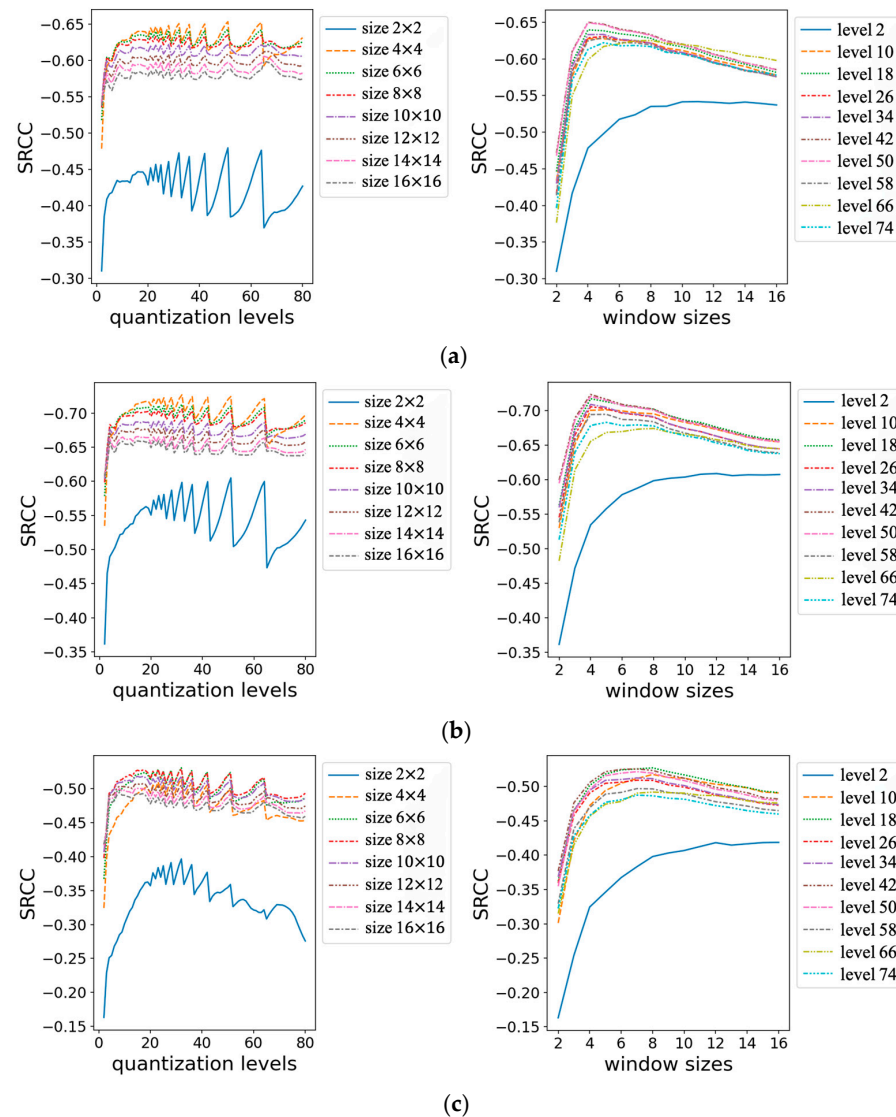 −0.65
−0.60
−0.55
−0.50
−0.45
−0.40
−0.35
−0.30
SRCC
0 20 40 60 80
quantization levels
size 2×2
size 4×4
size 6×6
size 8×8
size 10×10
size 12×12
size 14×14
size 16×16
−0.65
−0.60
−0.55
−0.50
−0.45
−0.40
−0.35
−0.30
SRCC
2 4 6 8 10 12 14 16
window sizes
level 2
level 10
level 18
level 26
level 34
level 42
level 50
level 58
level 66
level 74
(a)
−0.70
−0.65
−0.60
−0.55
−0.50
−0.45
−0.40
−0.35
SRCC
0 20 40 60 80
quantization levels
size 2×2
size 4×4
size 6×6
size 8×8
size 10×10
size 12×12
size 14×14
size 16×16
−0.70
−0.65
−0.60
−0.55
−0.50
−0.45
−0.40
−0.35
SRCC
2 4 6 8 10 12 14 16
window sizes
level 2
level 10
level 18
level 26
level 34
level 42
level 50
level 58
level 66
level 74
(b)
−0.50
−0.45
−0.40
−0.35
−0.30
−0.25
−0.20
−0.15
SRCC
0 20 40 60 80
quantization levels
size 2×2
size 4×4
size 6×6
size 8×8
size 10×10
size 12×12
size 14×14
size 16×16
−0.50
−0.45
−0.40
−0.35
−0.30
−0.25
−0.20
−0.15
SRCC
2 4 6 8 10 12 14 16
window sizes
level 2
level 10
level 18
level 26
level 34
level 42
level 50
level 58
level 66
level 74
(c)